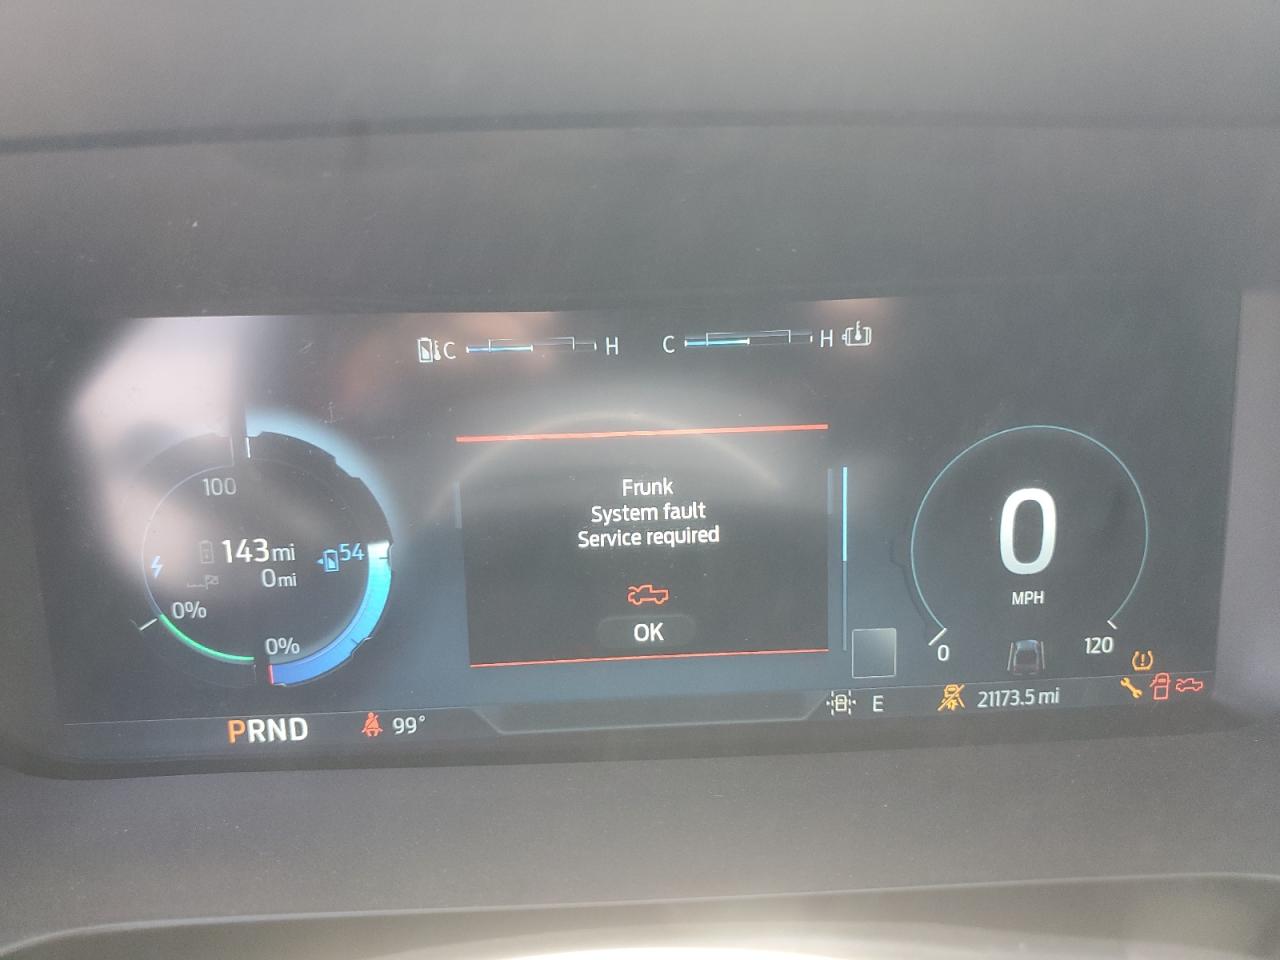 C H C H
100
143mi
0mi
54
0%
0%
Frunk
System fault
Service required
OK
0
MPH
0 120
PRND 99° E 21173.5 mi